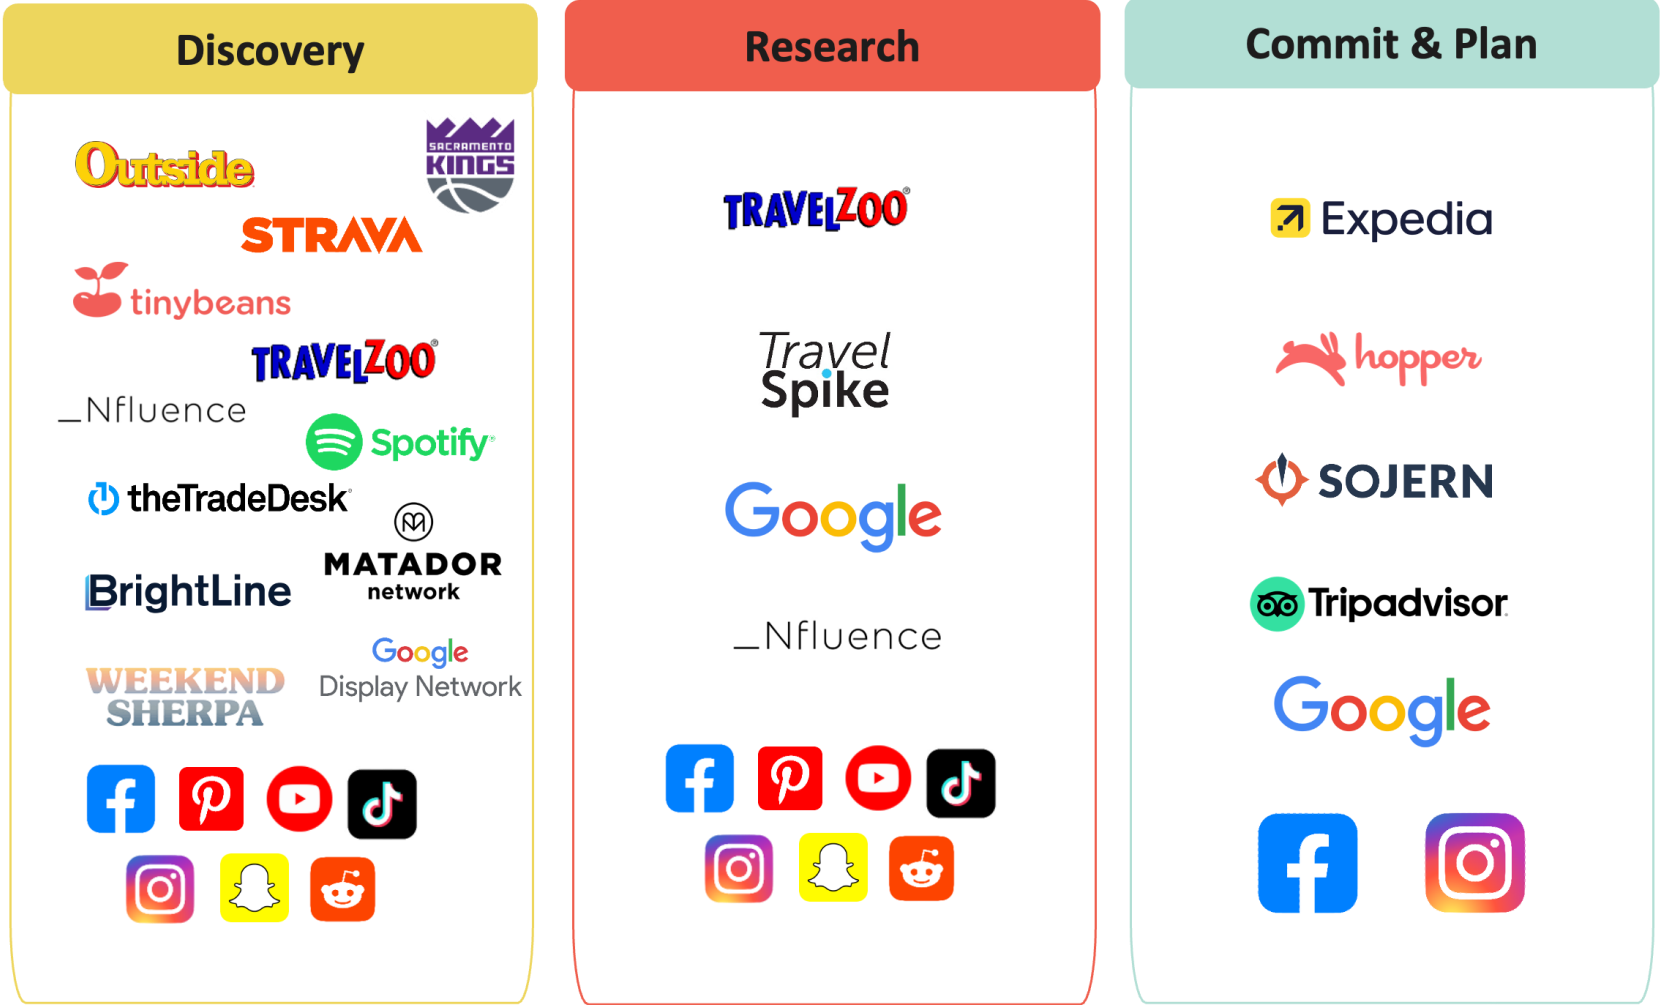 Discovery
Outside
SACRAMENTO
KINGS
STRAVA
tinybeans
TRAVELZOO®
_Nfluence
Spotify®
theTradeDesk®
MATADOR
network
BrightLine
Google
Display Network
WEEKEND
SHERPA
Research
TRAVELZOO®
Travel
Spike
Google
_Nfluence
Commit & Plan
Expedia
hopper
SOJERN
Tripadvisor
Google